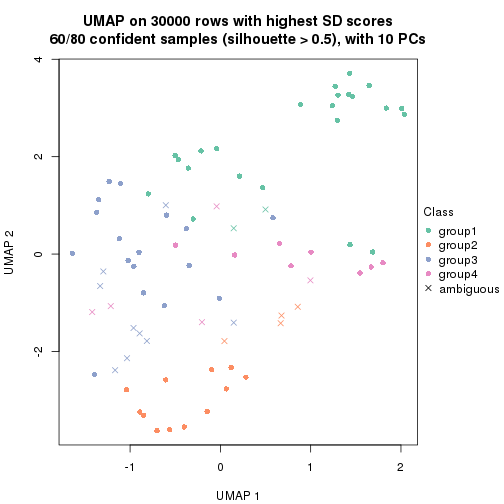 UMAP on 30000 rows with highest SD scores
60/80 confident samples (silhouette > 0.5), with 10 PCs
4
2
0
-2
UMAP 2
-1
0
1
2
UMAP 1
Class
group1
group2
group3
group4
ambiguous